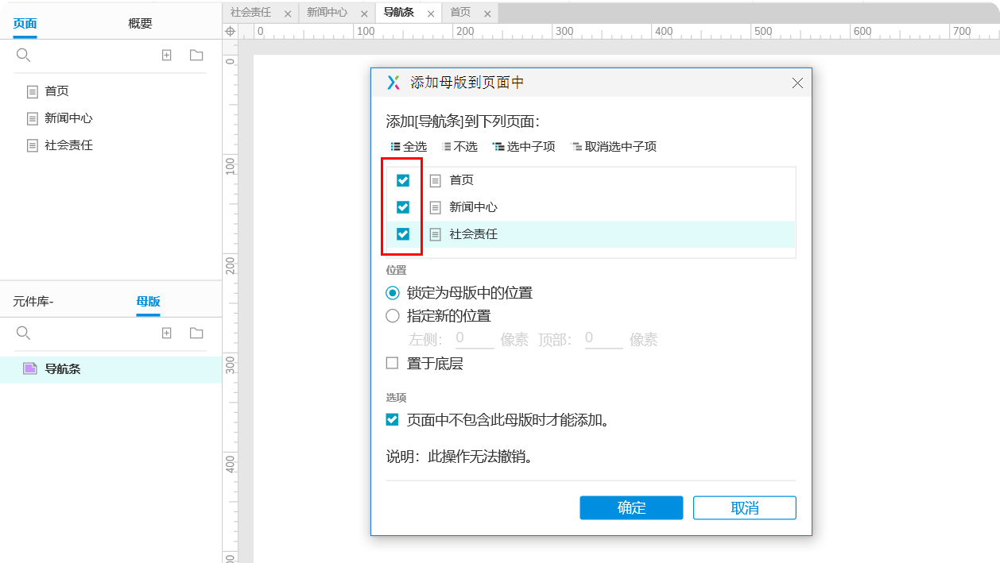 社会责任 新闻中心 导航条 首页
页面 概要
0 100 200 300 400 500 600 700
首页
新闻中心
社会责任
元件库- 母版
导航条
0
100
200
300
400
添加母版到页面中
添加[导航条]到下列页面：
全选 不选 选中子项 取消选中子项
首页
新闻中心
社会责任
位置
锁定为母版中的位置
指定新的位置
左侧： 0 像素 顶部： 0 像素
置于底层
选项
页面中不包含此母版时才能添加。
说明：此操作无法撤销。
确定 取消